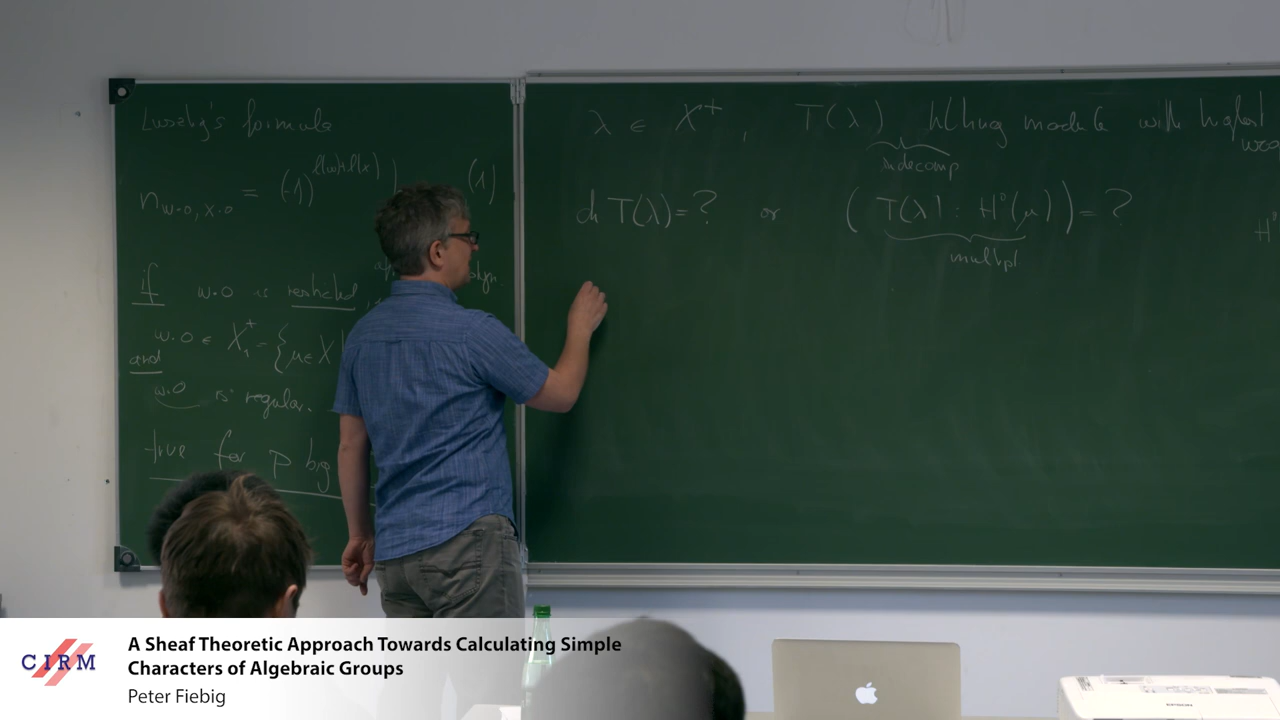 Lusztig's formula
n_{w·0, x·0} = (-1)^{l(w)+l(x)} (1)
if w·0 is restricted,
w·0 ∈ X_1^+ = {μ ∈ X
and
w·0 is regular.
true for p big
λ ∈ X^+, T(λ) tilting module with highest
indecomp
ch T(λ) = ? or (T(λ) : H°(μ)) = ?
multipl
CIRM
A Sheaf Theoretic Approach Towards Calculating Simple
Characters of Algebraic Groups
Peter Fiebig